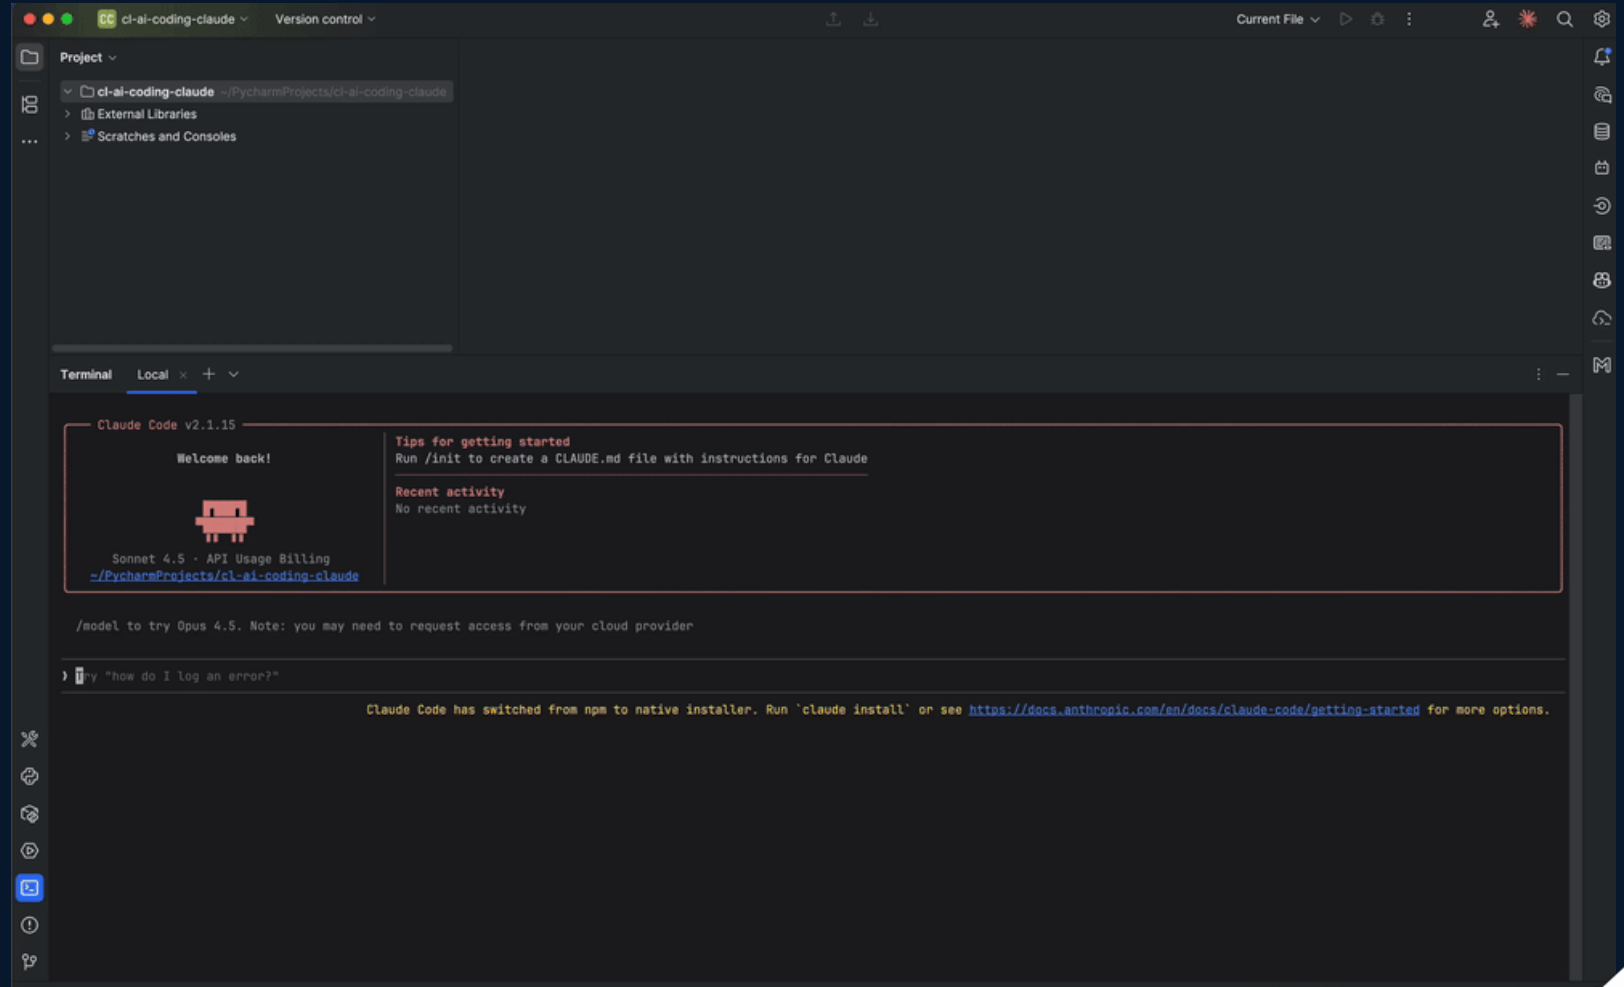 CC cl-ai-coding-claude
Version control
Current File
Project
cl-ai-coding-claude ~/PycharmProjects/cl-ai-coding-claude
External Libraries
Scratches and Consoles
Terminal
Local
Claude Code v2.1.15
Welcome back!
Sonnet 4.5 · API Usage Billing
~/PycharmProjects/cl-ai-coding-claude
Tips for getting started
Run /init to create a CLAUDE.md file with instructions for Claude
Recent activity
No recent activity
/model to try Opus 4.5. Note: you may need to request access from your cloud provider
❯ Try "how do I log an error?"
Claude Code has switched from npm to native installer. Run `claude install` or see https://docs.anthropic.com/en/docs/claude-code/getting-started for more options.